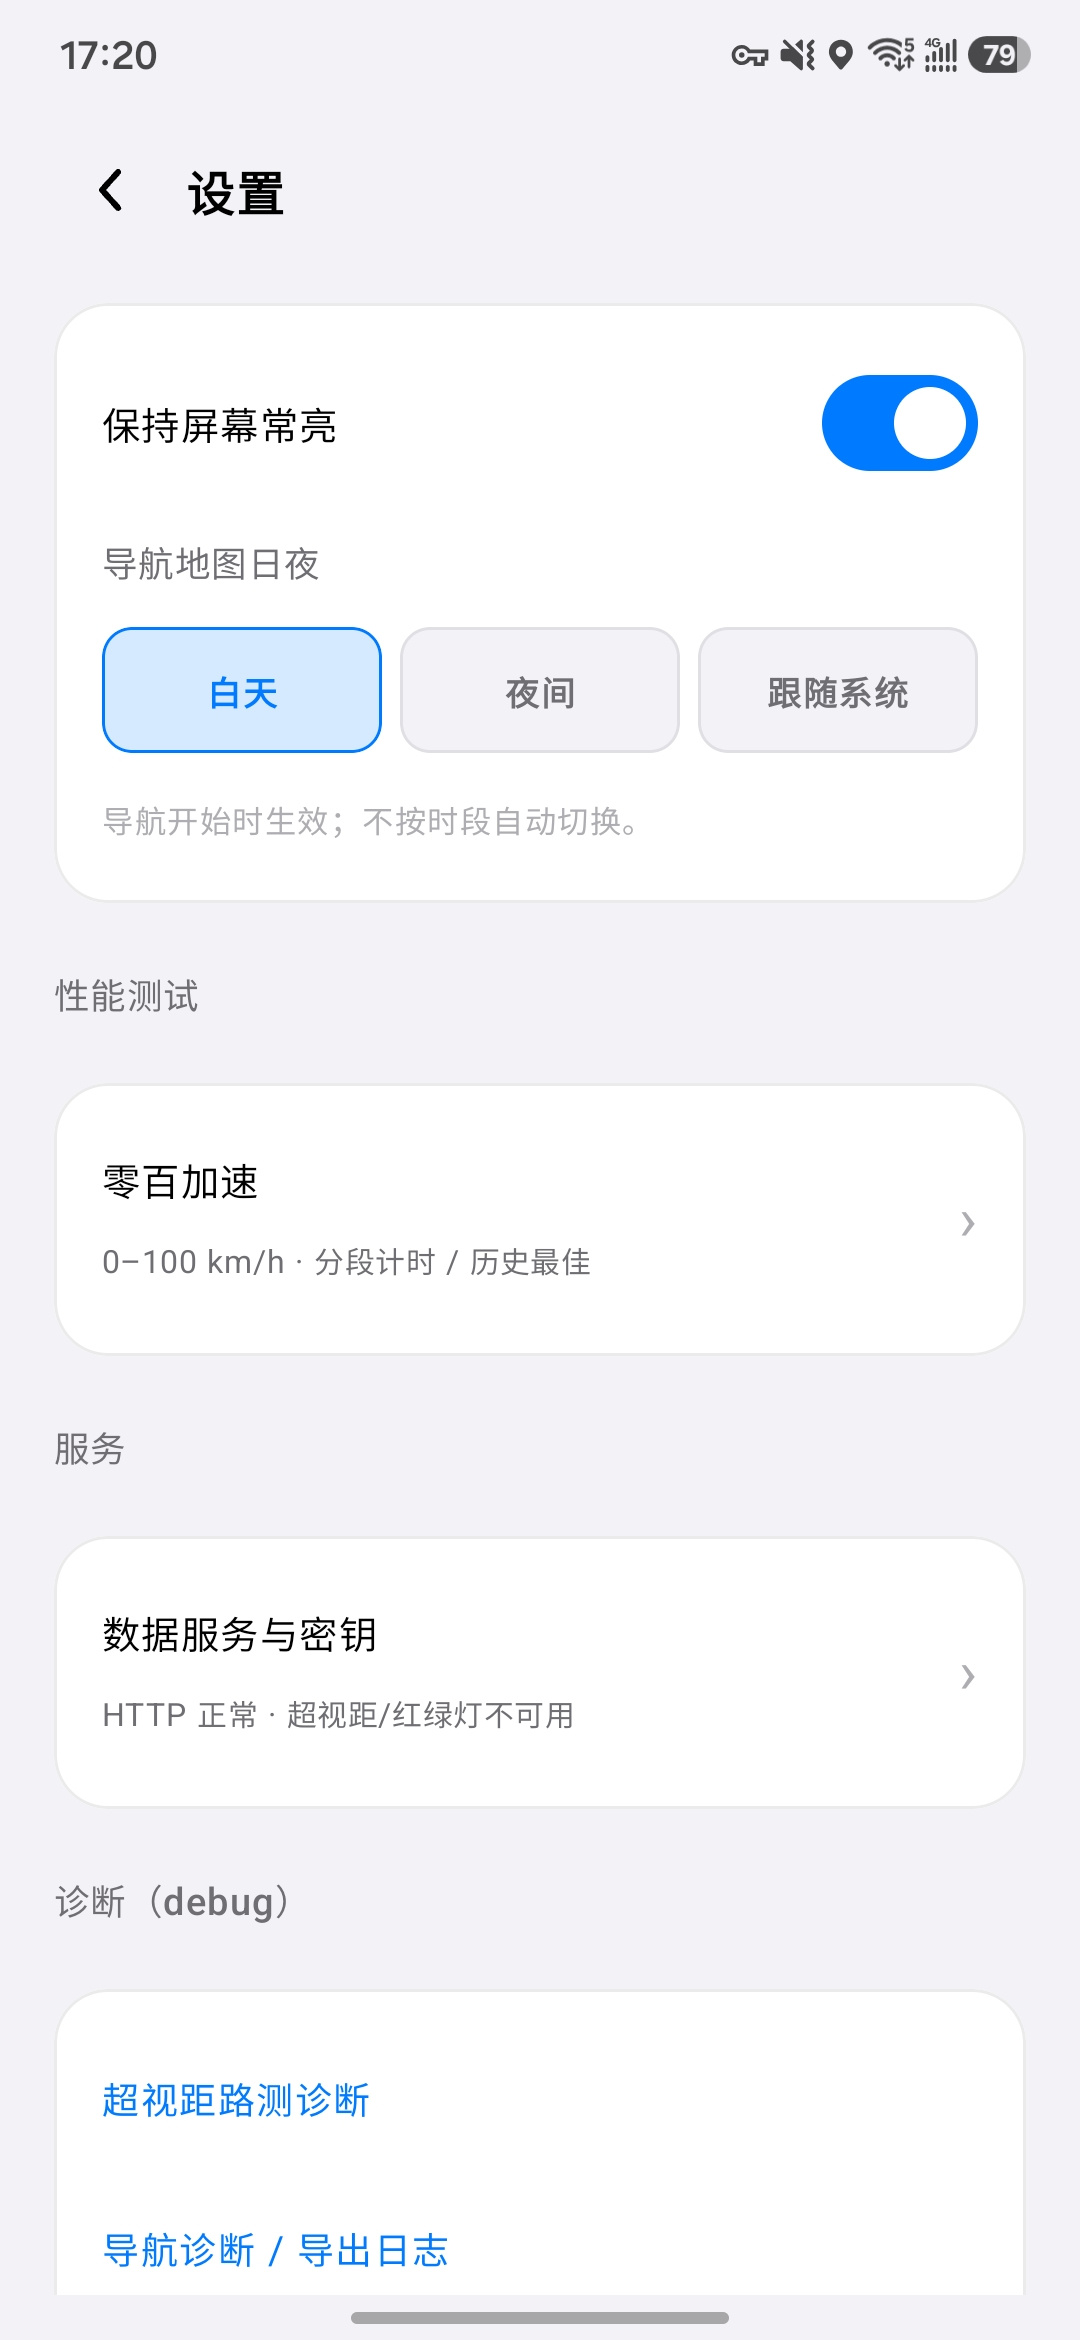 17:20
5
4G
79
设置
保持屏幕常亮
导航地图日夜
白天
夜间
跟随系统
导航开始时生效；不按时段自动切换。
性能测试
零百加速
0–100 km/h · 分段计时 / 历史最佳
服务
数据服务与密钥
HTTP 正常 · 超视距/红绿灯不可用
诊断（debug）
超视距路测诊断
导航诊断 / 导出日志